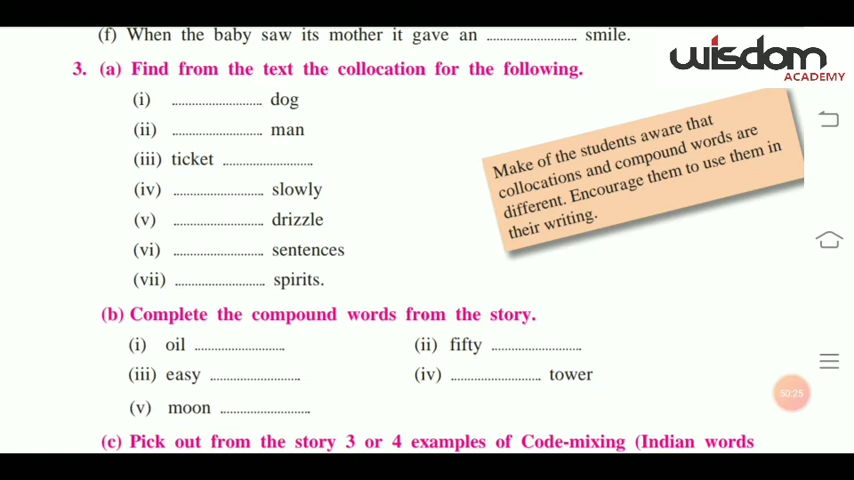 (f) When the baby saw its mother it gave an .......................... smile.
wisdom
ACADEMY
3. (a) Find from the text the collocation for the following.
(i) .......................... dog
(ii) .......................... man
(iii) ticket ..........................
(iv) .......................... slowly
(v) .......................... drizzle
(vi) .......................... sentences
(vii) .......................... spirits.
Make of the students aware that
collocations and compound words are
different. Encourage them to use them in
their writing.
(b) Complete the compound words from the story.
(i) oil .......................... (ii) fifty ..........................
(iii) easy .......................... (iv) .......................... tower
(v) moon ..........................
50:25
(c) Pick out from the story 3 or 4 examples of Code-mixing (Indian words